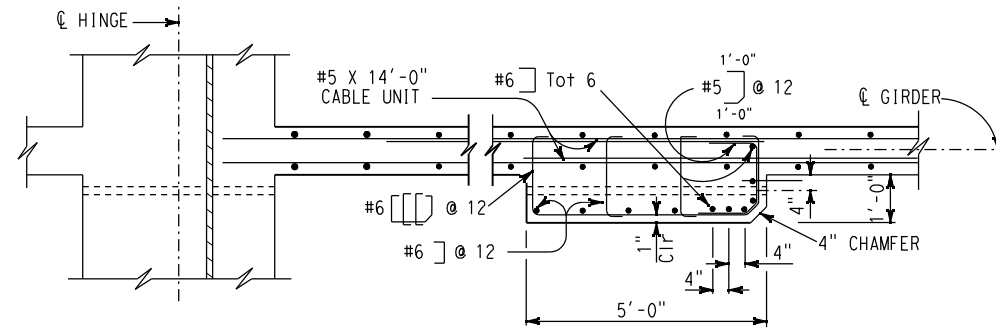 ℄ HINGE
#5 X 14'-0"
CABLE UNIT
#6 Tot 6
1'-0"
#5 @ 12
1'-0"
℄ GIRDER
#6 @ 12
#6 @ 12
1" Clr
4"
1'-0"
4" CHAMFER
4"
4"
5'-0"